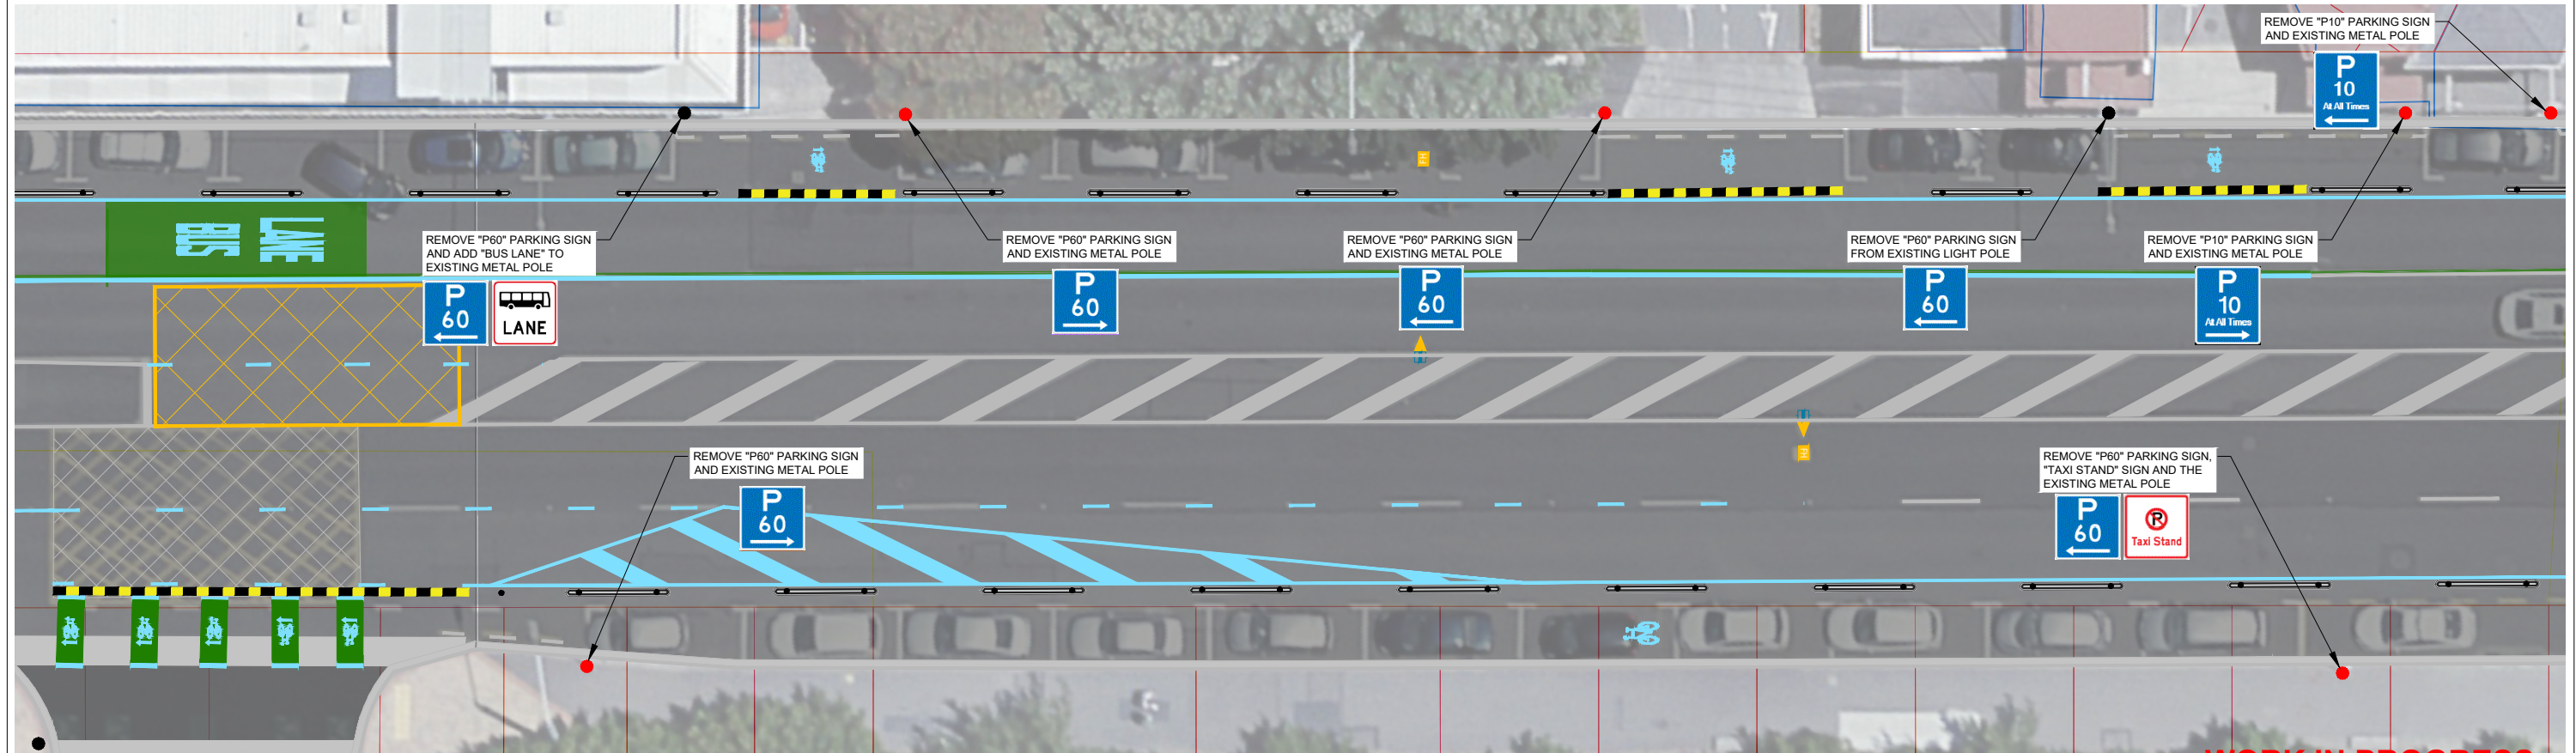 REMOVE "P10" PARKING SIGN
AND EXISTING METAL POLE
P
10
At All Times
BUS
LANE
REMOVE "P60" PARKING SIGN
AND ADD "BUS LANE" TO
EXISTING METAL POLE
P
60
LANE
REMOVE "P60" PARKING SIGN
AND EXISTING METAL POLE
P
60
REMOVE "P60" PARKING SIGN
AND EXISTING METAL POLE
P
60
REMOVE "P60" PARKING SIGN
FROM EXISTING LIGHT POLE
P
60
REMOVE "P10" PARKING SIGN
AND EXISTING METAL POLE
P
10
At All Times
REMOVE "P60" PARKING SIGN
AND EXISTING METAL POLE
P
60
REMOVE "P60" PARKING SIGN,
"TAXI STAND" SIGN AND THE
EXISTING METAL POLE
P
60
P
Taxi Stand
FH
FH